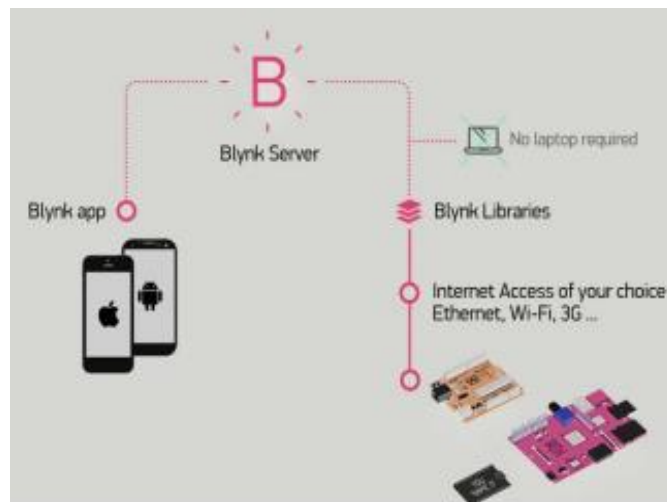 B
Blynk Server
No laptop required
Blynk app
Blynk Libraries
Internet Access of your choice
Ethernet, Wi-Fi, 3G ...